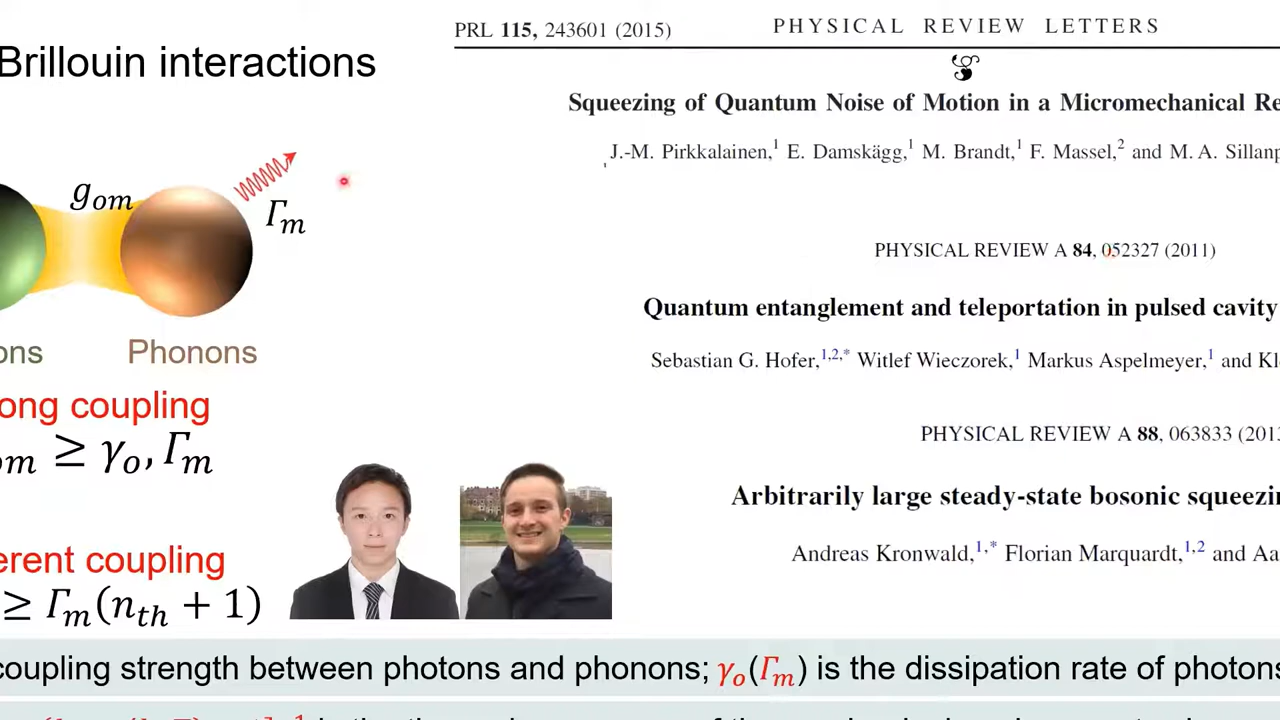 Brillouin interactions
g_om
Γ_m
ons
Phonons
ong coupling
om ≥ γ_o, Γ_m
erent coupling
≥ Γ_m(n_th + 1)
PRL 115, 243601 (2015)
PHYSICAL REVIEW LETTERS
Squeezing of Quantum Noise of Motion in a Micromechanical Re
J.-M. Pirkkalainen,1 E. Damskägg,1 M. Brandt,1 F. Massel,2 and M. A. Sillanp
PHYSICAL REVIEW A 84, 052327 (2011)
Quantum entanglement and teleportation in pulsed cavity
Sebastian G. Hofer,1,2,* Witlef Wieczorek,1 Markus Aspelmeyer,1 and Kl
PHYSICAL REVIEW A 88, 063833 (201
Arbitrarily large steady-state bosonic squeezin
Andreas Kronwald,1,* Florian Marquardt,1,2 and Aa
coupling strength between photons and phonons; γ_o(Γ_m) is the dissipation rate of photons